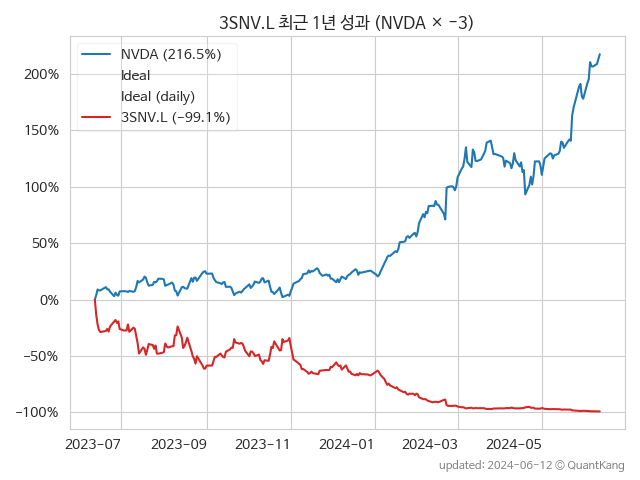 3SNV.L 최근 1년 성과 (NVDA × −3)
NVDA (216.5%)
Ideal
Ideal (daily)
3SNV.L (−99.1%)
200%
150%
100%
50%
0%
−50%
−100%
2023-07 2023-09 2023-11 2024-01 2024-03 2024-05
updated: 2024-06-12 © QuantKang